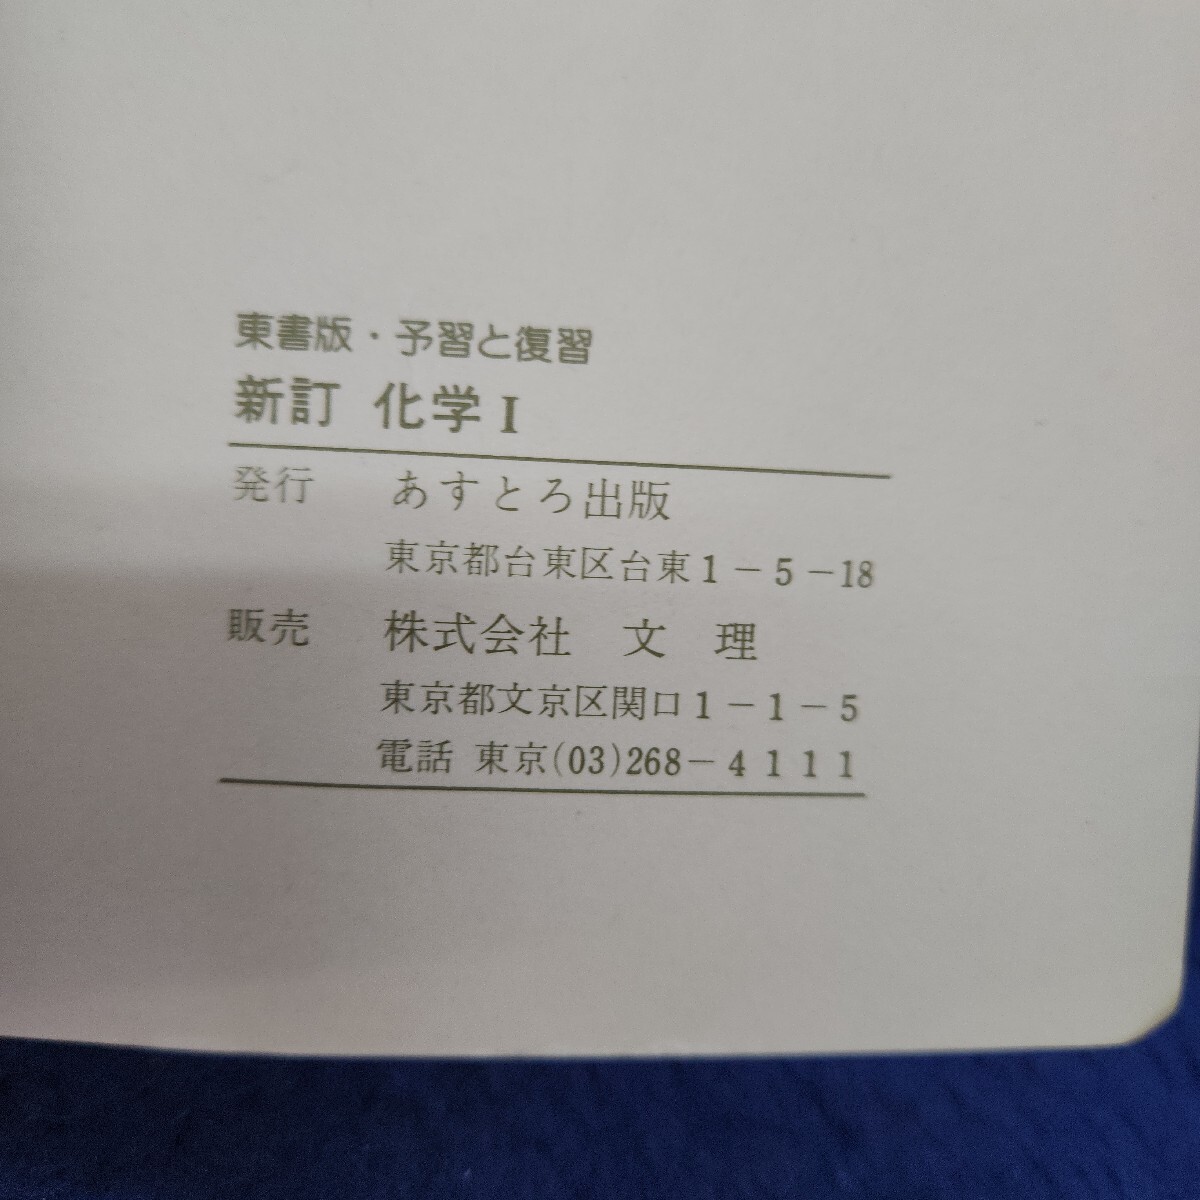 東書版・予習と復習
新訂 化学I
発行 あすとろ出版
東京都台東区台東1-5-18
販売 株式会社 文理
東京都文京区関口1-1-5
電話 東京(03)268-4111